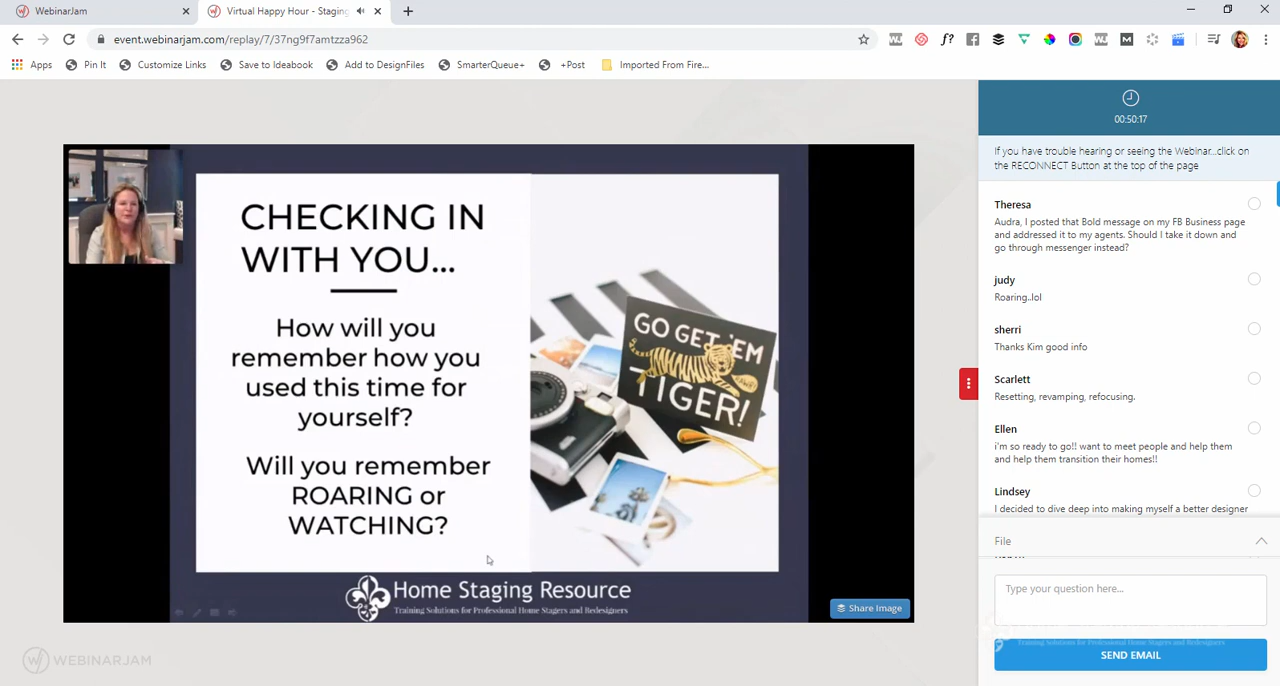 WebinarJam
Virtual Happy Hour - Staging
event.webinarjam.com/replay/7/37ng9f7amtzza962
Apps
Pin It
Customize Links
Save to Ideabook
Add to DesignFiles
SmarterQueue+
+Post
Imported From Fire...
CHECKING IN
WITH YOU...
How will you
remember how you
used this time for
yourself?
Will you remember
ROARING or
WATCHING?
GO GET 'EM
TIGER!
Home Staging Resource
Training Solutions for Professional Home Stagers and Redesigners
Share Image
WEBINARJAM
00:50:17
If you have trouble hearing or seeing the Webinar...click on
the RECONNECT Button at the top of the page
Theresa
Audra, I posted that Bold message on my FB Business page
and addressed it to my agents. Should I take it down and
go through messenger instead?
judy
Roaring..lol
sherri
Thanks Kim good info
Scarlett
Resetting, revamping, refocusing.
Ellen
i'm so ready to go!! want to meet people and help them
and help them transition their homes!!
Lindsey
I decided to dive deep into making myself a better designer
File
Type your question here...
SEND EMAIL